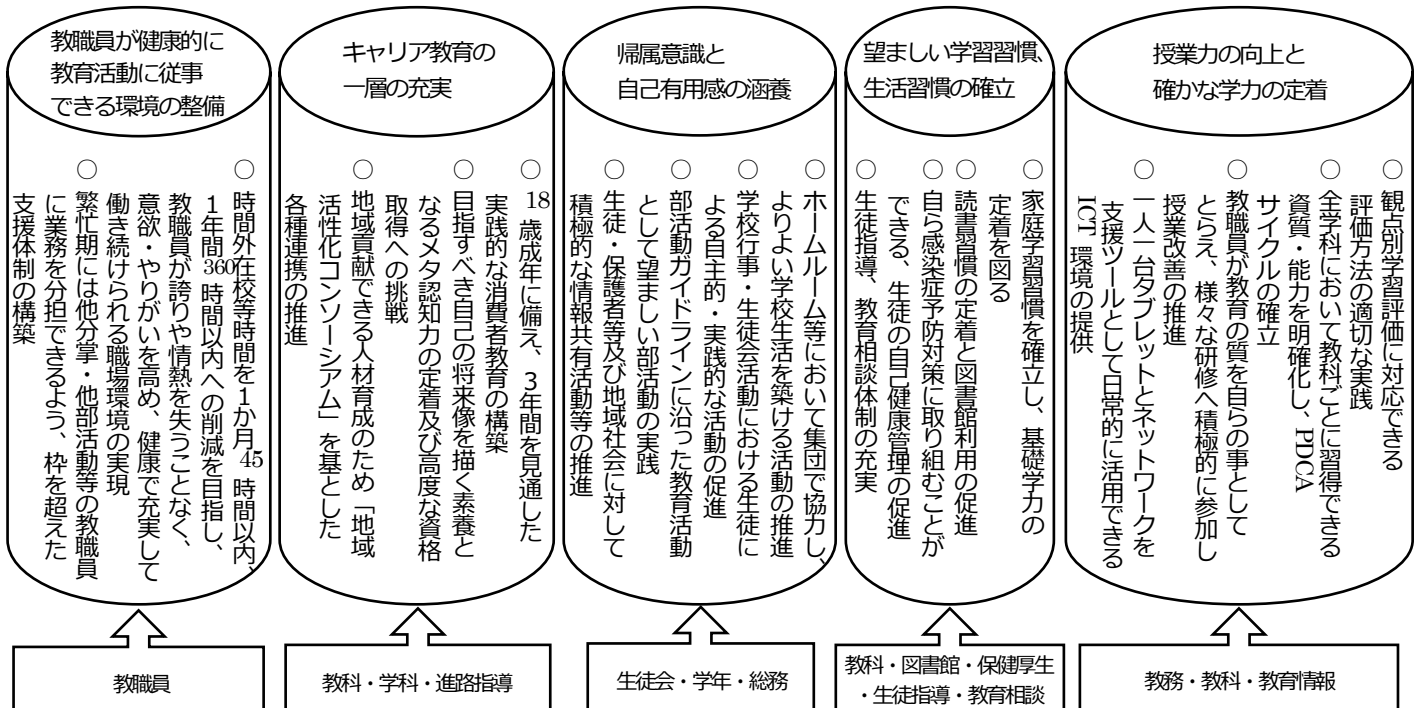 授業力の向上と
確かな学力の定着
○観点別学習評価に対応できる
評価方法の適切な実践
○全学科において教科ごとに習得できる
資質・能力を明確化し、PDCA
サイクルの確立
○教職員が教育の質を自らの事として
とらえ、様々な研修へ積極的に参加し
授業改善の推進
○一人一台タブレットとネットワークを
支援ツールとして日常的に活用できる
ICT 環境の提供
教務・教科・教育情報
望ましい学習習慣、
生活習慣の確立
○家庭学習習慣を確立し、基礎学力の
定着を図る
○読書習慣の定着と図書館利用の促進
○自ら感染症予防対策に取り組むことが
できる、生徒の自己健康管理の促進
○生徒指導、教育相談体制の充実
教科・図書館・保健厚生
・生徒指導・教育相談
帰属意識と
自己有用感の涵養
○ホームルーム等において集団で協力し、
よりよい学校生活を築ける活動の推進
○学校行事・生徒会活動における生徒に
よる自主的・実践的な活動の促進
○部活動ガイドラインに沿った教育活動
として望ましい部活動の実践
○生徒・保護者等及び地域社会に対して
積極的な情報共有活動等の推進
生徒会・学年・総務
キャリア教育の
一層の充実
○18 歳成年に備え、3年間を見通した
実践的な消費者教育の構築
○目指すべき自己の将来像を描く素養と
なるメタ認知力の定着及び高度な資格
取得への挑戦
○地域貢献できる人材育成のため「地域
活性化コンソーシアム」を基とした
各種連携の推進
教科・学科・進路指導
教職員が健康的に
教育活動に従事
できる環境の整備
○時間外在校等時間を1か月 45 時間以内、
1年間 360 時間以内への削減を目指し、
教職員が誇りや情熱を失うことなく、
意欲・やりがいを高め、健康で充実して
働き続けられる職場環境の実現
○繁忙期には他分掌・他部活動等の教職員
に業務を分担できるよう、枠を超えた
支援体制の構築
教職員